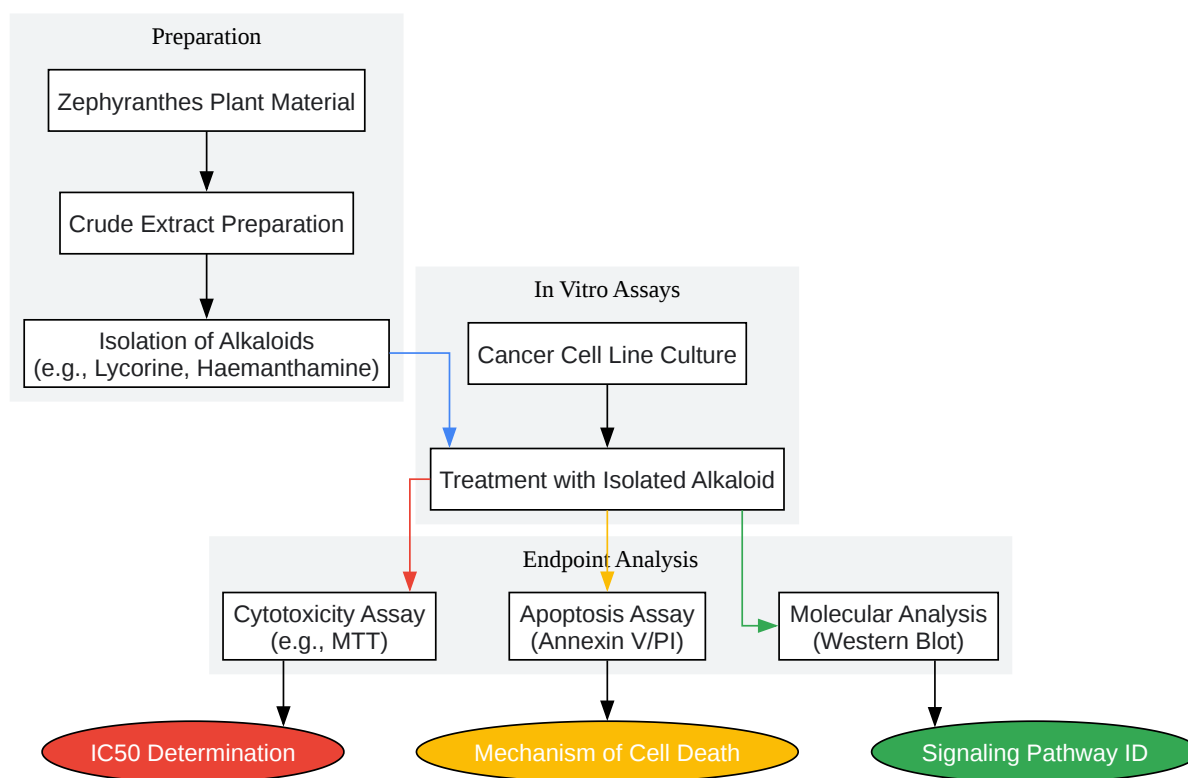 Preparation
Zephyranthes Plant Material
Crude Extract Preparation
Isolation of Alkaloids
(e.g., Lycorine, Haemanthamine)
In Vitro Assays
Cancer Cell Line Culture
Treatment with Isolated Alkaloid
Endpoint Analysis
Cytotoxicity Assay
(e.g., MTT)
Apoptosis Assay
(Annexin V/PI)
Molecular Analysis
(Western Blot)
IC50 Determination
Mechanism of Cell Death
Signaling Pathway ID